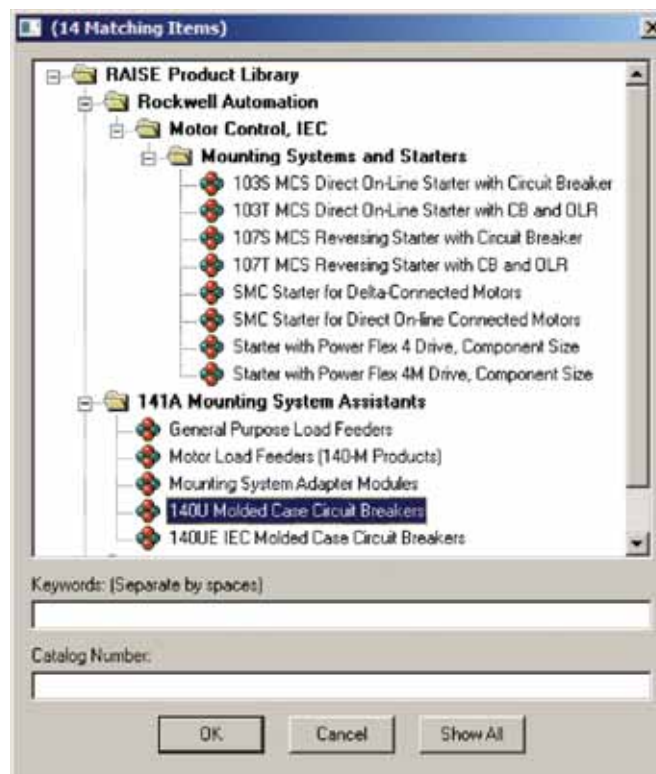 (14 Matching Items)
RAISE Product Library
Rockwell Automation
Motor Control, IEC
Mounting Systems and Starters
103S MCS Direct On-Line Starter with Circuit Breaker
103T MCS Direct On-Line Starter with CB and OLR
107S MCS Reversing Starter with Circuit Breaker
107T MCS Reversing Starter with CB and OLR
SMC Starter for Delta-Connected Motors
SMC Starter for Direct On-line Connected Motors
Starter with Power Flex 4 Drive, Component Size
Starter with Power Flex 4M Drive, Component Size
141A Mounting System Assistants
General Purpose Load Feeders
Motor Load Feeders (140-M Products)
Mounting System Adapter Modules
140U Molded Case Circuit Breakers
140UE IEC Molded Case Circuit Breakers
Keywords: (Separate by spaces)
Catalog Number:
OK Cancel Show All